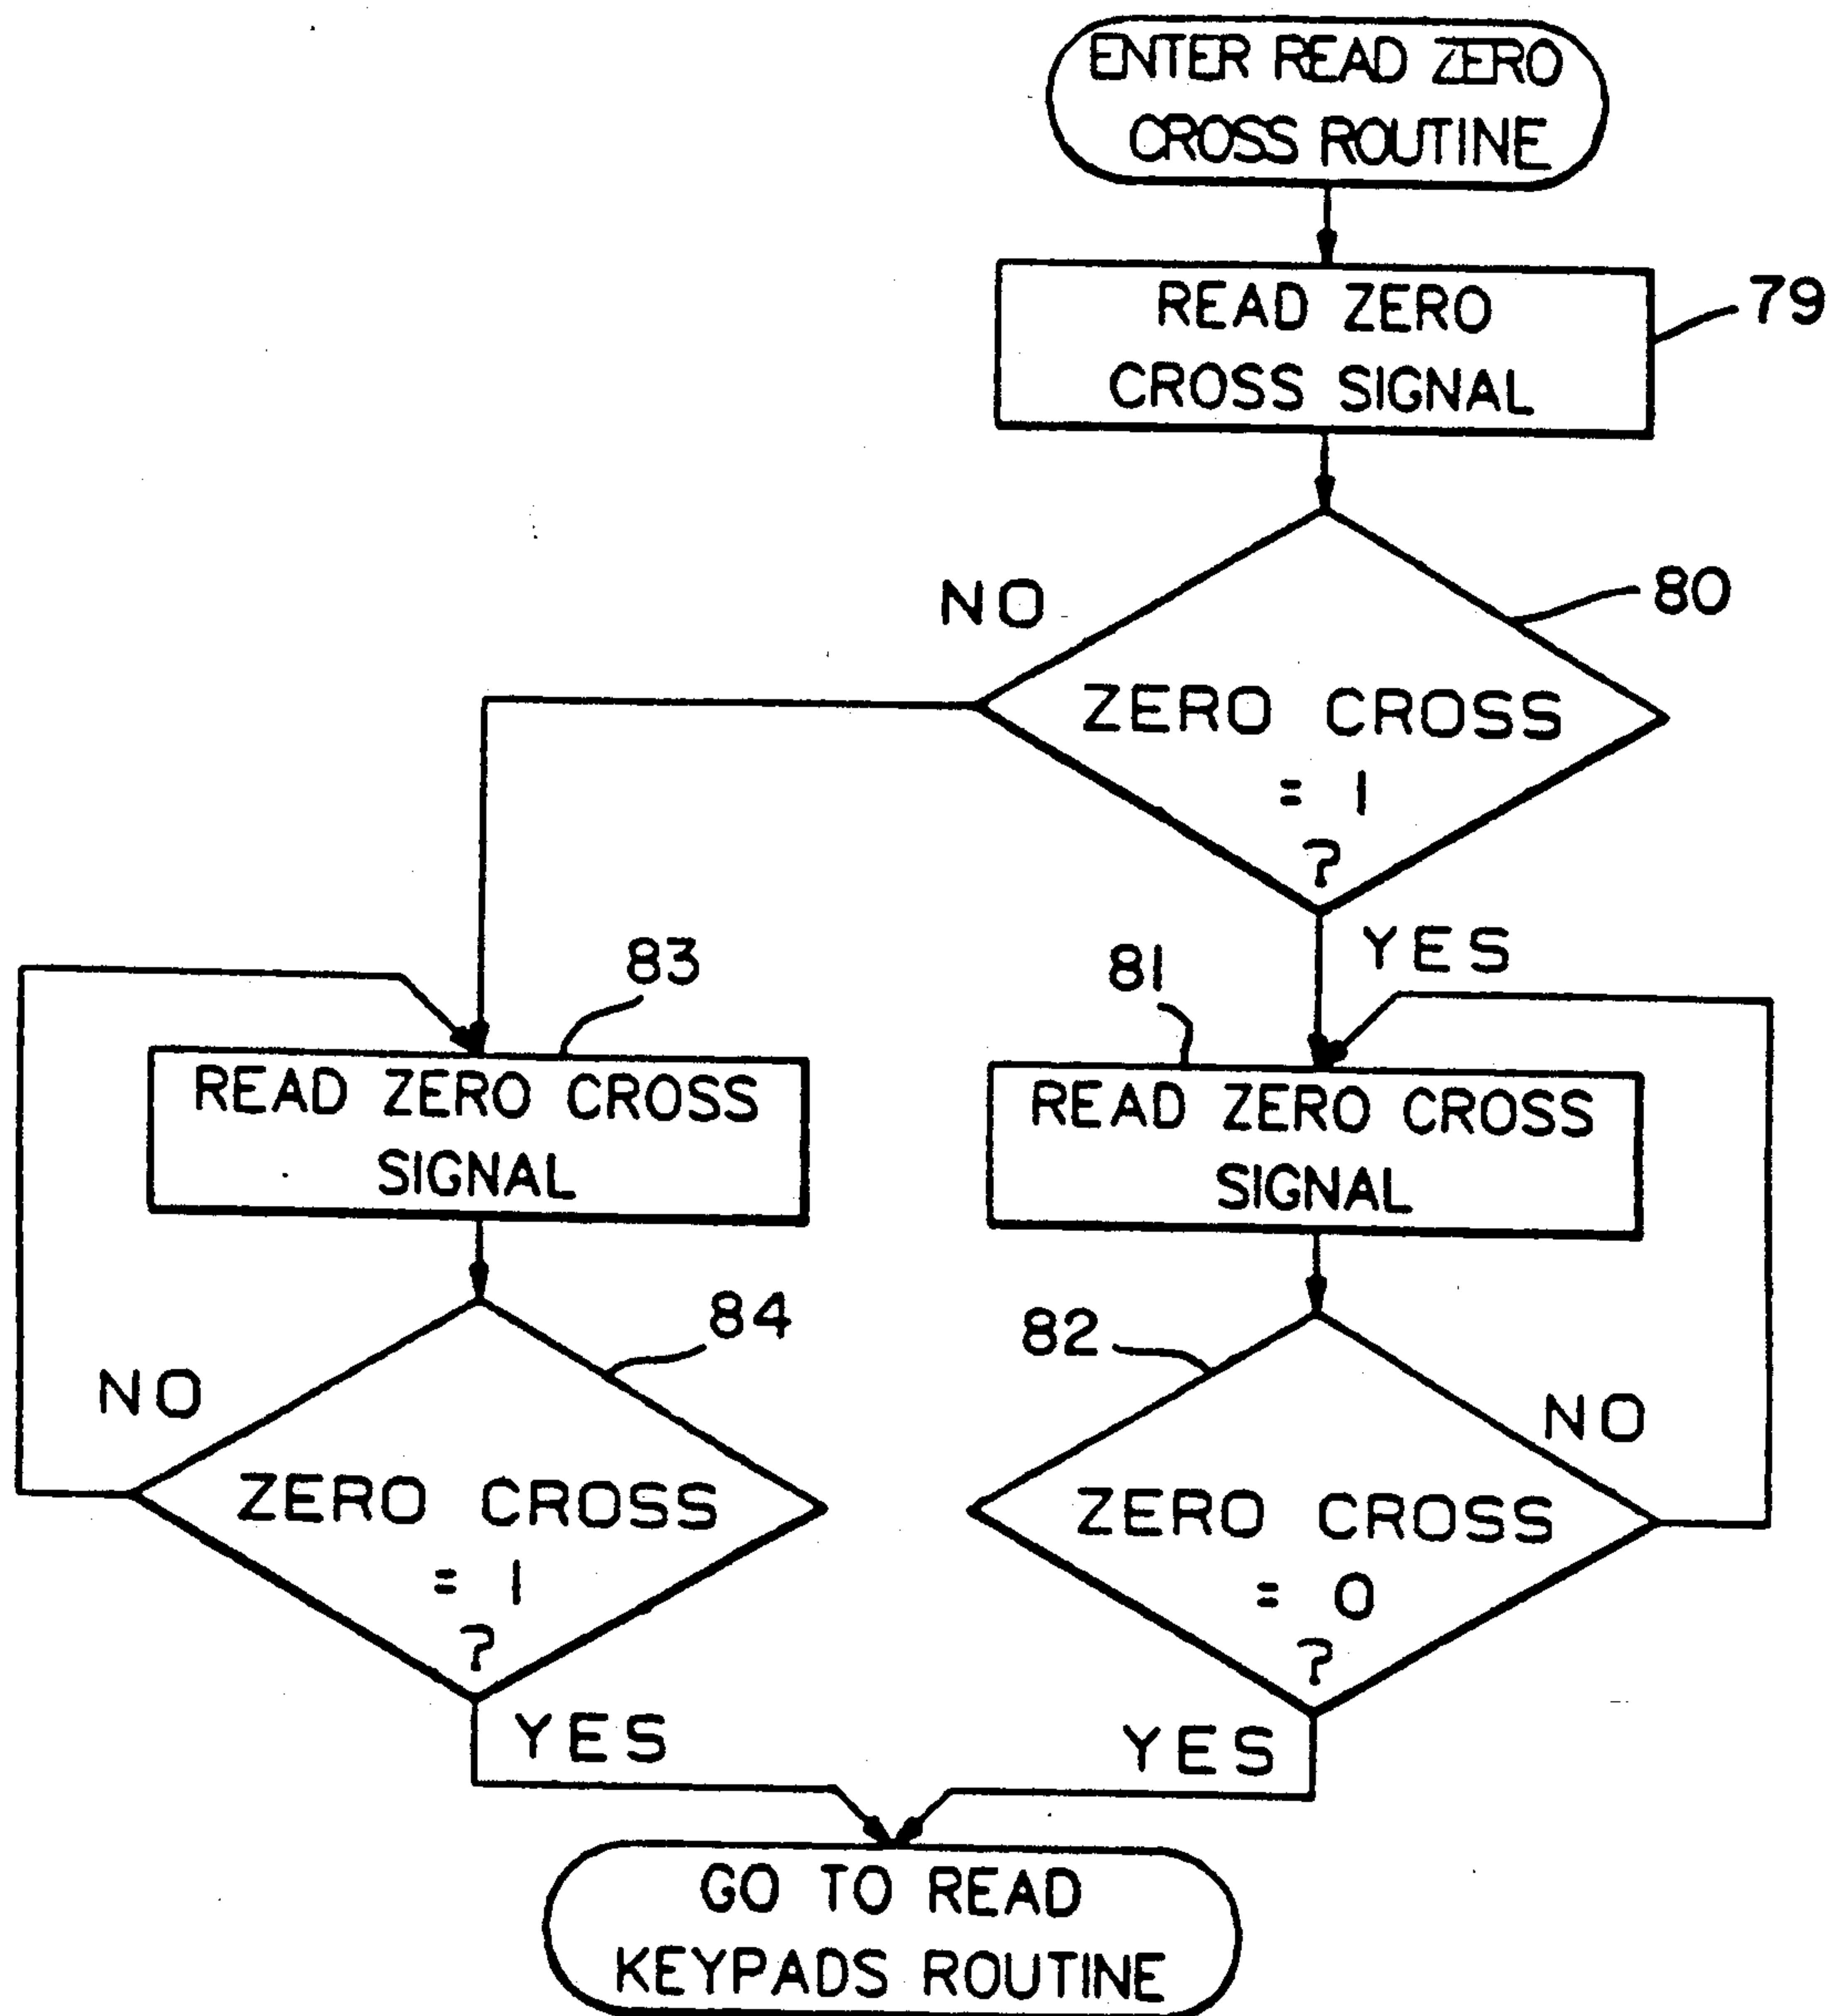 ENTER READ ZERO
CROSS ROUTINE
READ ZERO
CROSS SIGNAL
79
NO
80
ZERO CROSS
= 1
?
YES
83
81
READ ZERO CROSS
SIGNAL
READ ZERO CROSS
SIGNAL
84
82
NO
ZERO CROSS
= 1
?
NO
ZERO CROSS
= 0
?
YES
YES
GO TO READ
KEYPADS ROUTINE